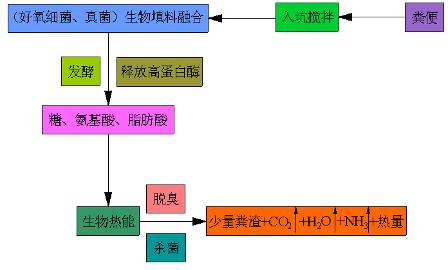 （好氧细菌、真菌）生物填料融合
入坑搅拌
粪便
发酵
释放高蛋白酶
糖、氨基酸、脂肪酸
脱臭
生物热能
少量粪渣+CO2↑+H2O↑+NH3↑+热量
杀菌